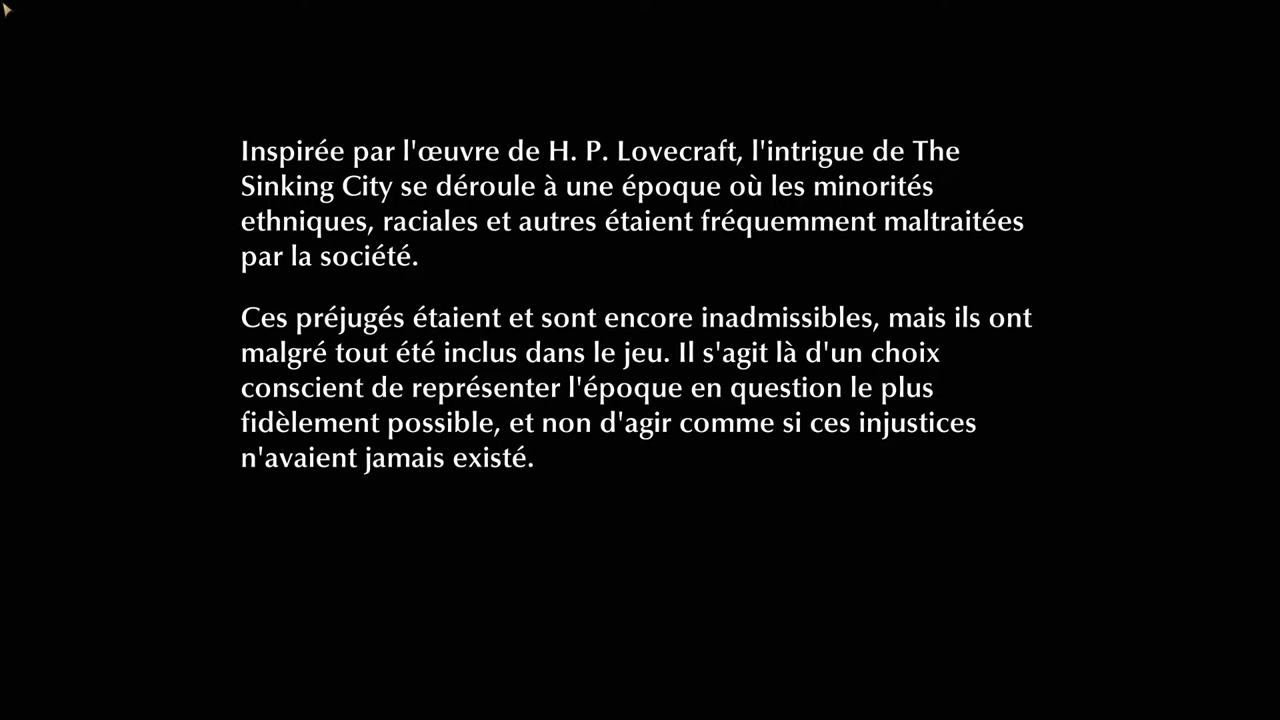 Inspirée par l'œuvre de H. P. Lovecraft, l'intrigue de The
Sinking City se déroule à une époque où les minorités
ethniques, raciales et autres étaient fréquemment maltraitées
par la société.
Ces préjugés étaient et sont encore inadmissibles, mais ils ont
malgré tout été inclus dans le jeu. Il s'agit là d'un choix
conscient de représenter l'époque en question le plus
fidèlement possible, et non d'agir comme si ces injustices
n'avaient jamais existé.